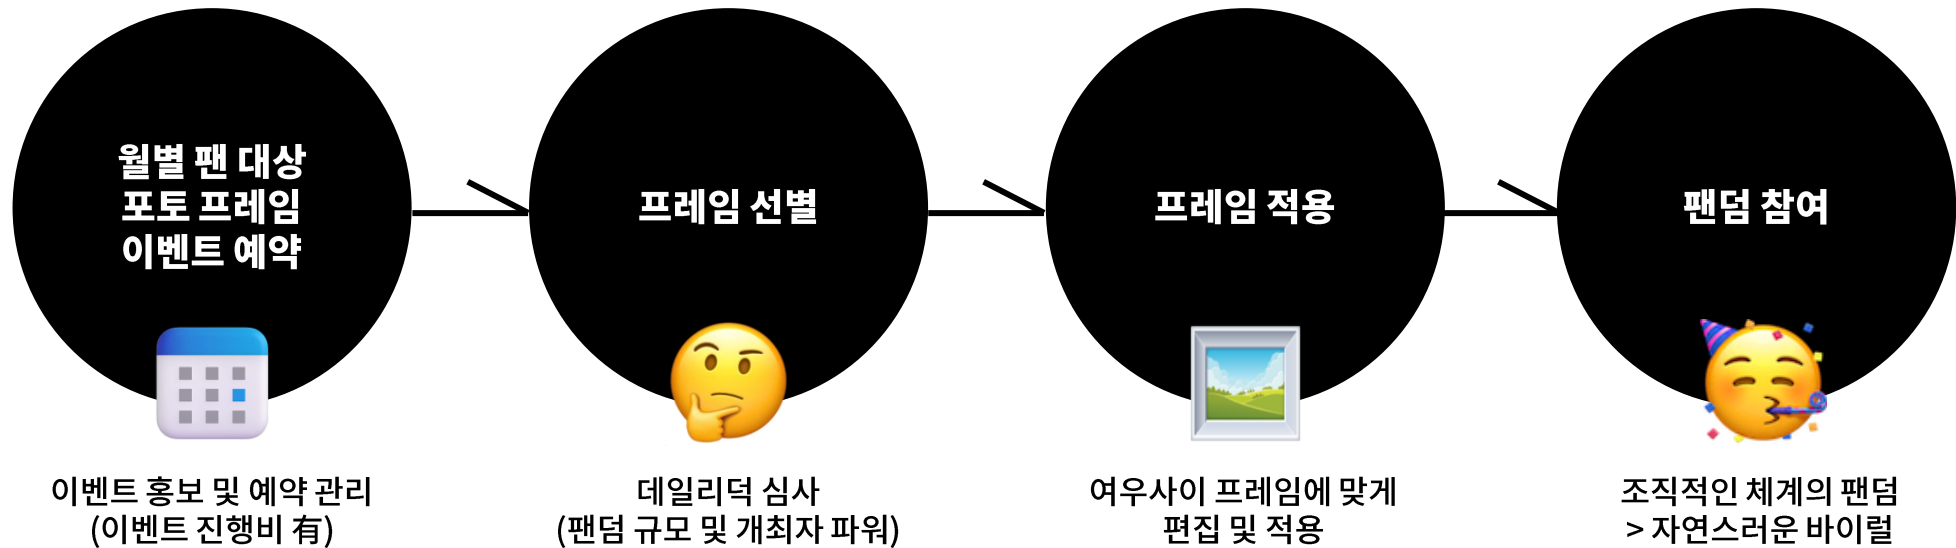 월별 팬 대상
포토 프레임
이벤트 예약
이벤트 홍보 및 예약 관리
(이벤트 진행비 有)
프레임 선별
데일리덕 심사
(팬덤 규모 및 개최자 파워)
프레임 적용
여우사이 프레임에 맞게
편집 및 적용
팬덤 참여
조직적인 체계의 팬덤
> 자연스러운 바이럴